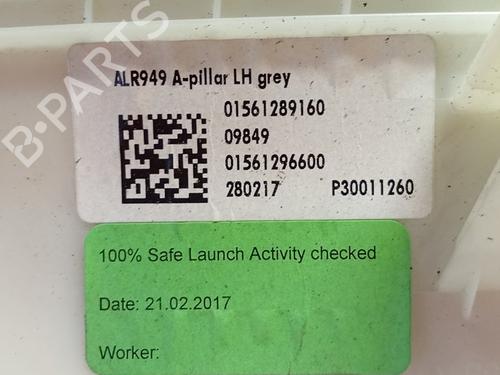 ALR949 A-pillar LH grey
01561289160
09849
01561296600
280217 P30011260
100% Safe Launch Activity checked
Date: 21.02.2017
Worker: